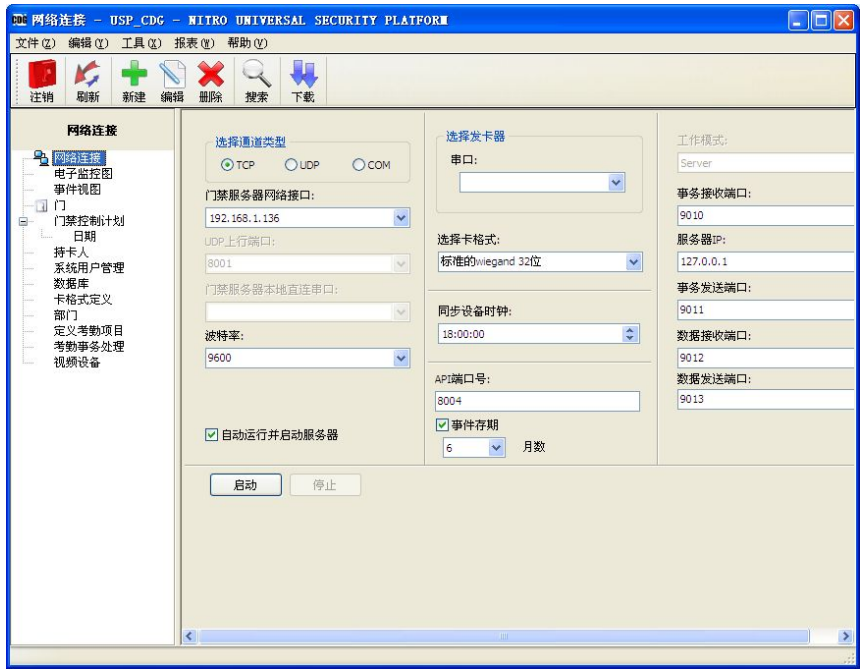 CDG 网络连接 - USP_CDG - NITRO UNIVERSAL SECURITY PLATFORM
文件(Z) 编辑(Y) 工具(X) 报表(W) 帮助(V)
注销 刷新 新建 编辑 删除 搜索 下载
网络连接
网络连接
电子监控图
事件视图
门
门禁控制计划
日期
持卡人
系统用户管理
数据库
卡格式定义
部门
定义考勤项目
考勤事务处理
视频设备
选择通道类型
TCP UDP COM
门禁服务器网络接口:
192.168.1.136
UDP上行端口:
8001
门禁服务器本地直连串口:
波特率:
9600
自动运行并启动服务器
选择发卡器
串口:
选择卡格式:
标准的wiegand 32位
同步设备时钟:
18:00:00
API端口号:
8004
事件存期
6 月数
工作模式:
Server
事务接收端口:
9010
服务器IP:
127.0.0.1
事务发送端口:
9011
数据接收端口:
9012
数据发送端口:
9013
启动 停止